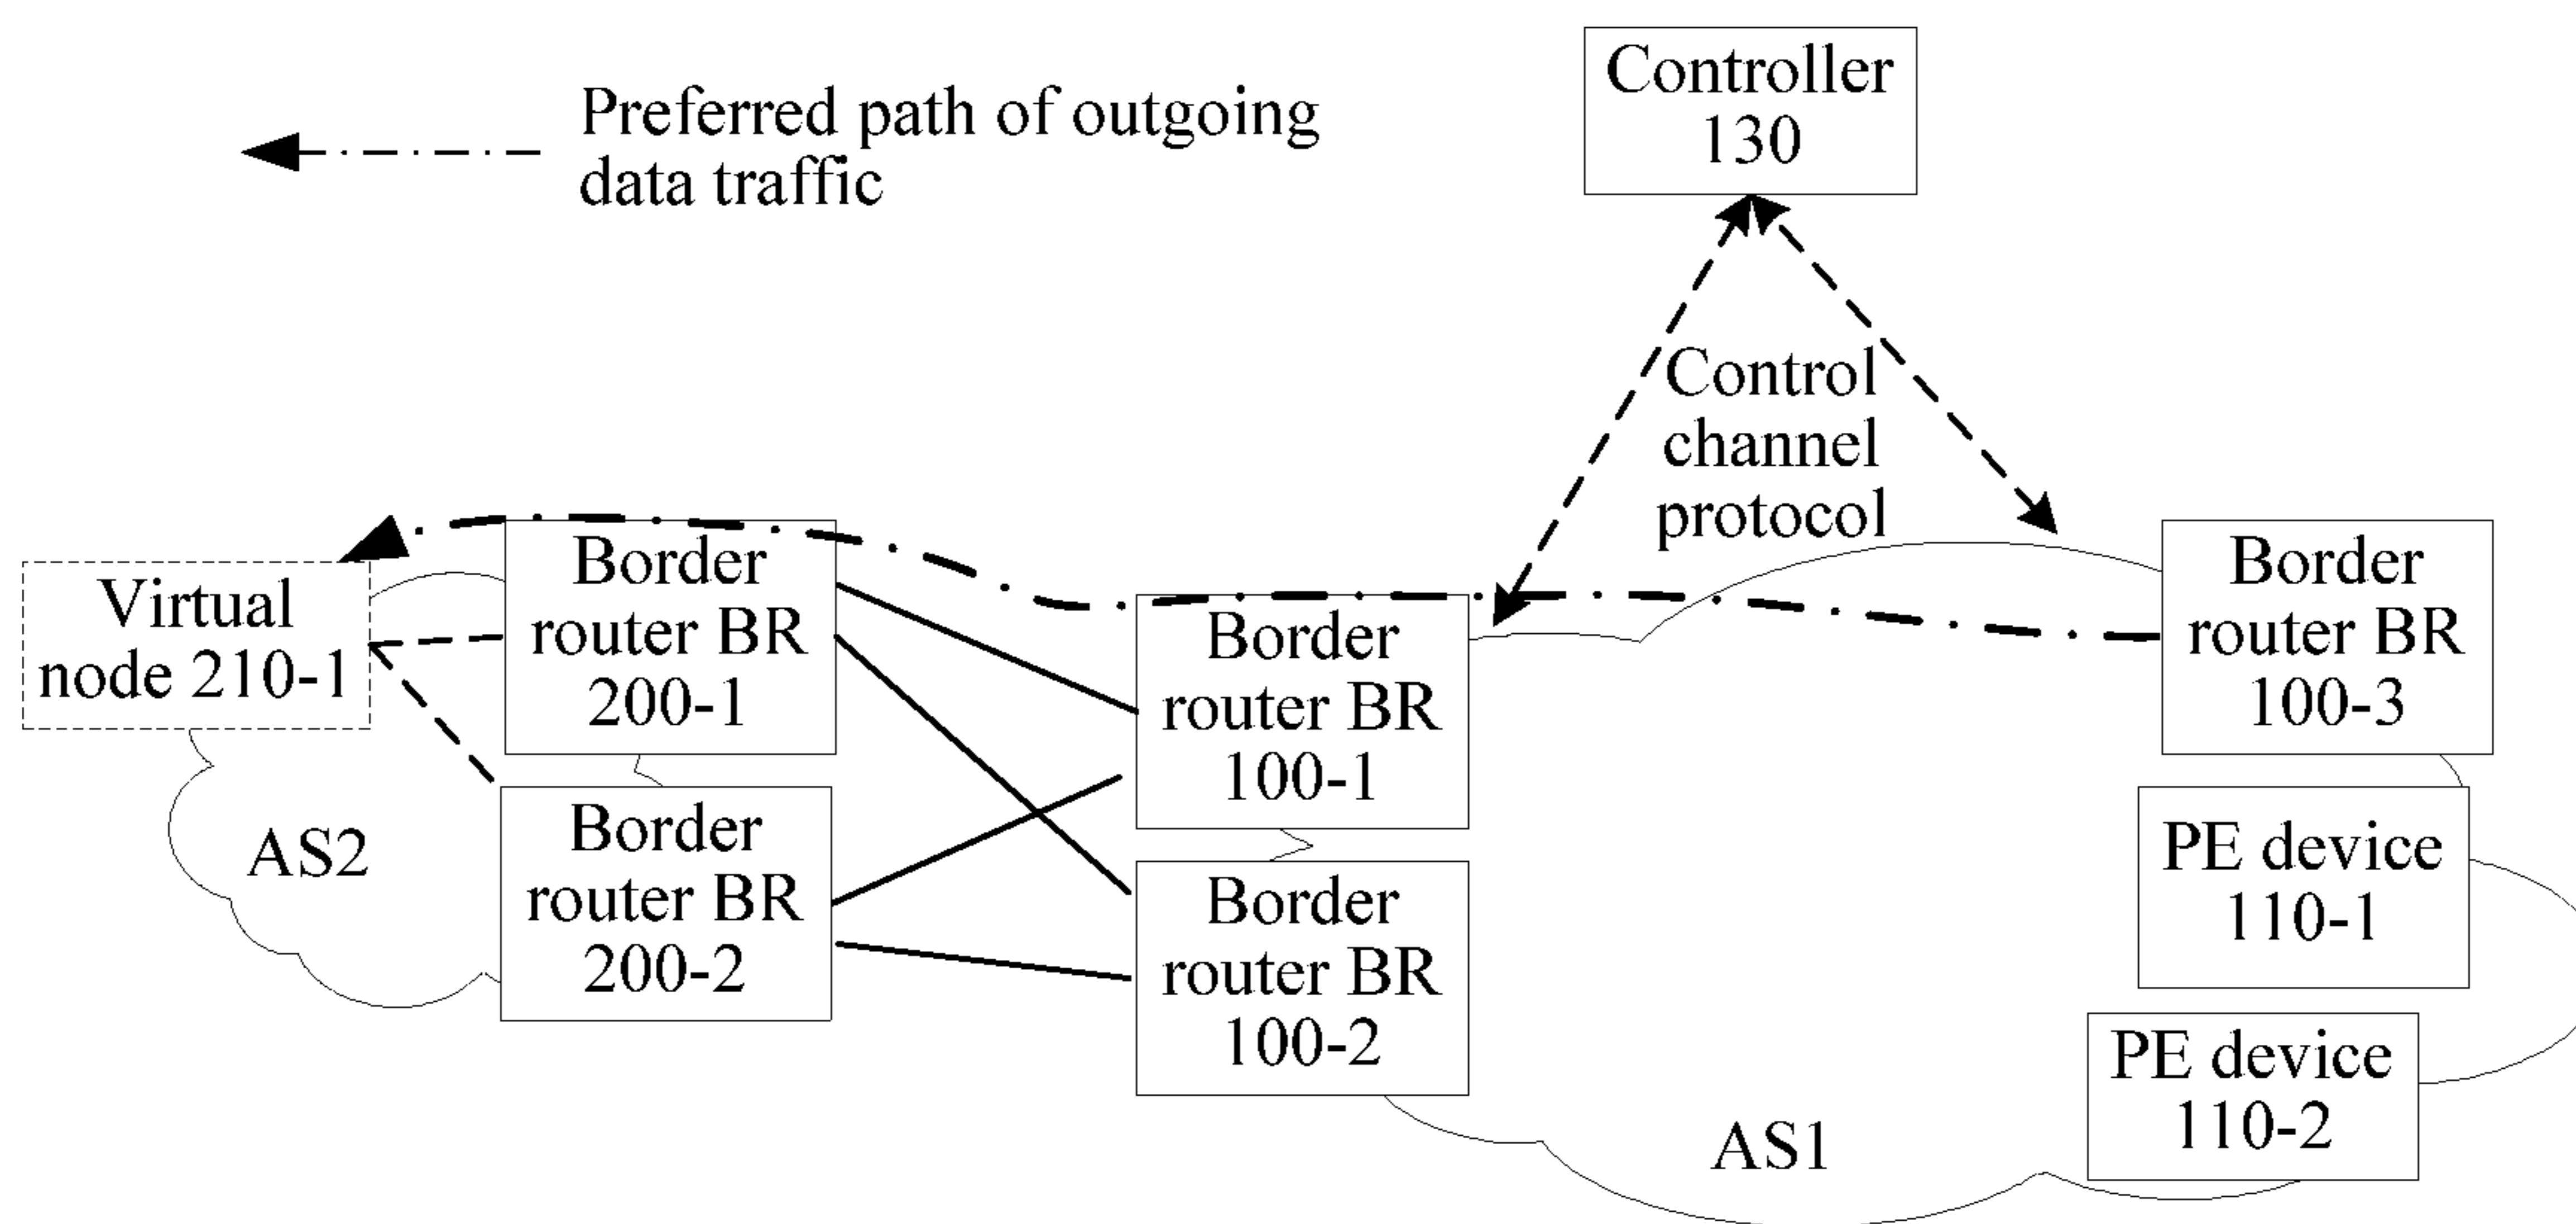 Preferred path of outgoing
data traffic
Controller
130
Control
channel
protocol
Virtual
node 210-1
Border
router BR
200-1
Border
router BR
100-1
Border
router BR
100-3
AS2
Border
router BR
200-2
Border
router BR
100-2
PE device
110-1
PE device
110-2
AS1